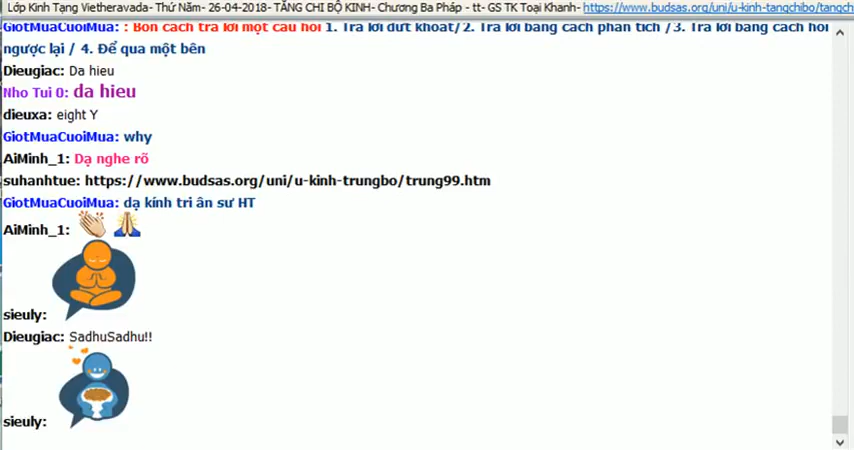 Lớp Kinh Tạng Vietheravada- Thứ Năm- 26-04-2018- TĂNG CHI BỘ KINH- Chương Ba Pháp - tt- GS TK Toại Khanh- https://www.budsas.org/uni/u-kinh-tangchibo/tangch
GiotMuaCuoiMua: : Bốn cách trả lời một câu hỏi 1. Trả lời dứt khoát/2. Trả lời bằng cách phân tích /3. Trả lời bằng cách hỏi
ngược lại / 4. Để qua một bên
Dieugiac: Da hieu
Nho Tui 0: da hieu
dieuxa: eight Y
GiotMuaCuoiMua: why
AiMinh_1: Dạ nghe rõ
suhanhtue: https://www.budsas.org/uni/u-kinh-trungbo/trung99.htm
GiotMuaCuoiMua: dạ kính tri ân sư HT
AiMinh_1:
sieuly:
Dieugiac: SadhuSadhu!!
sieuly: